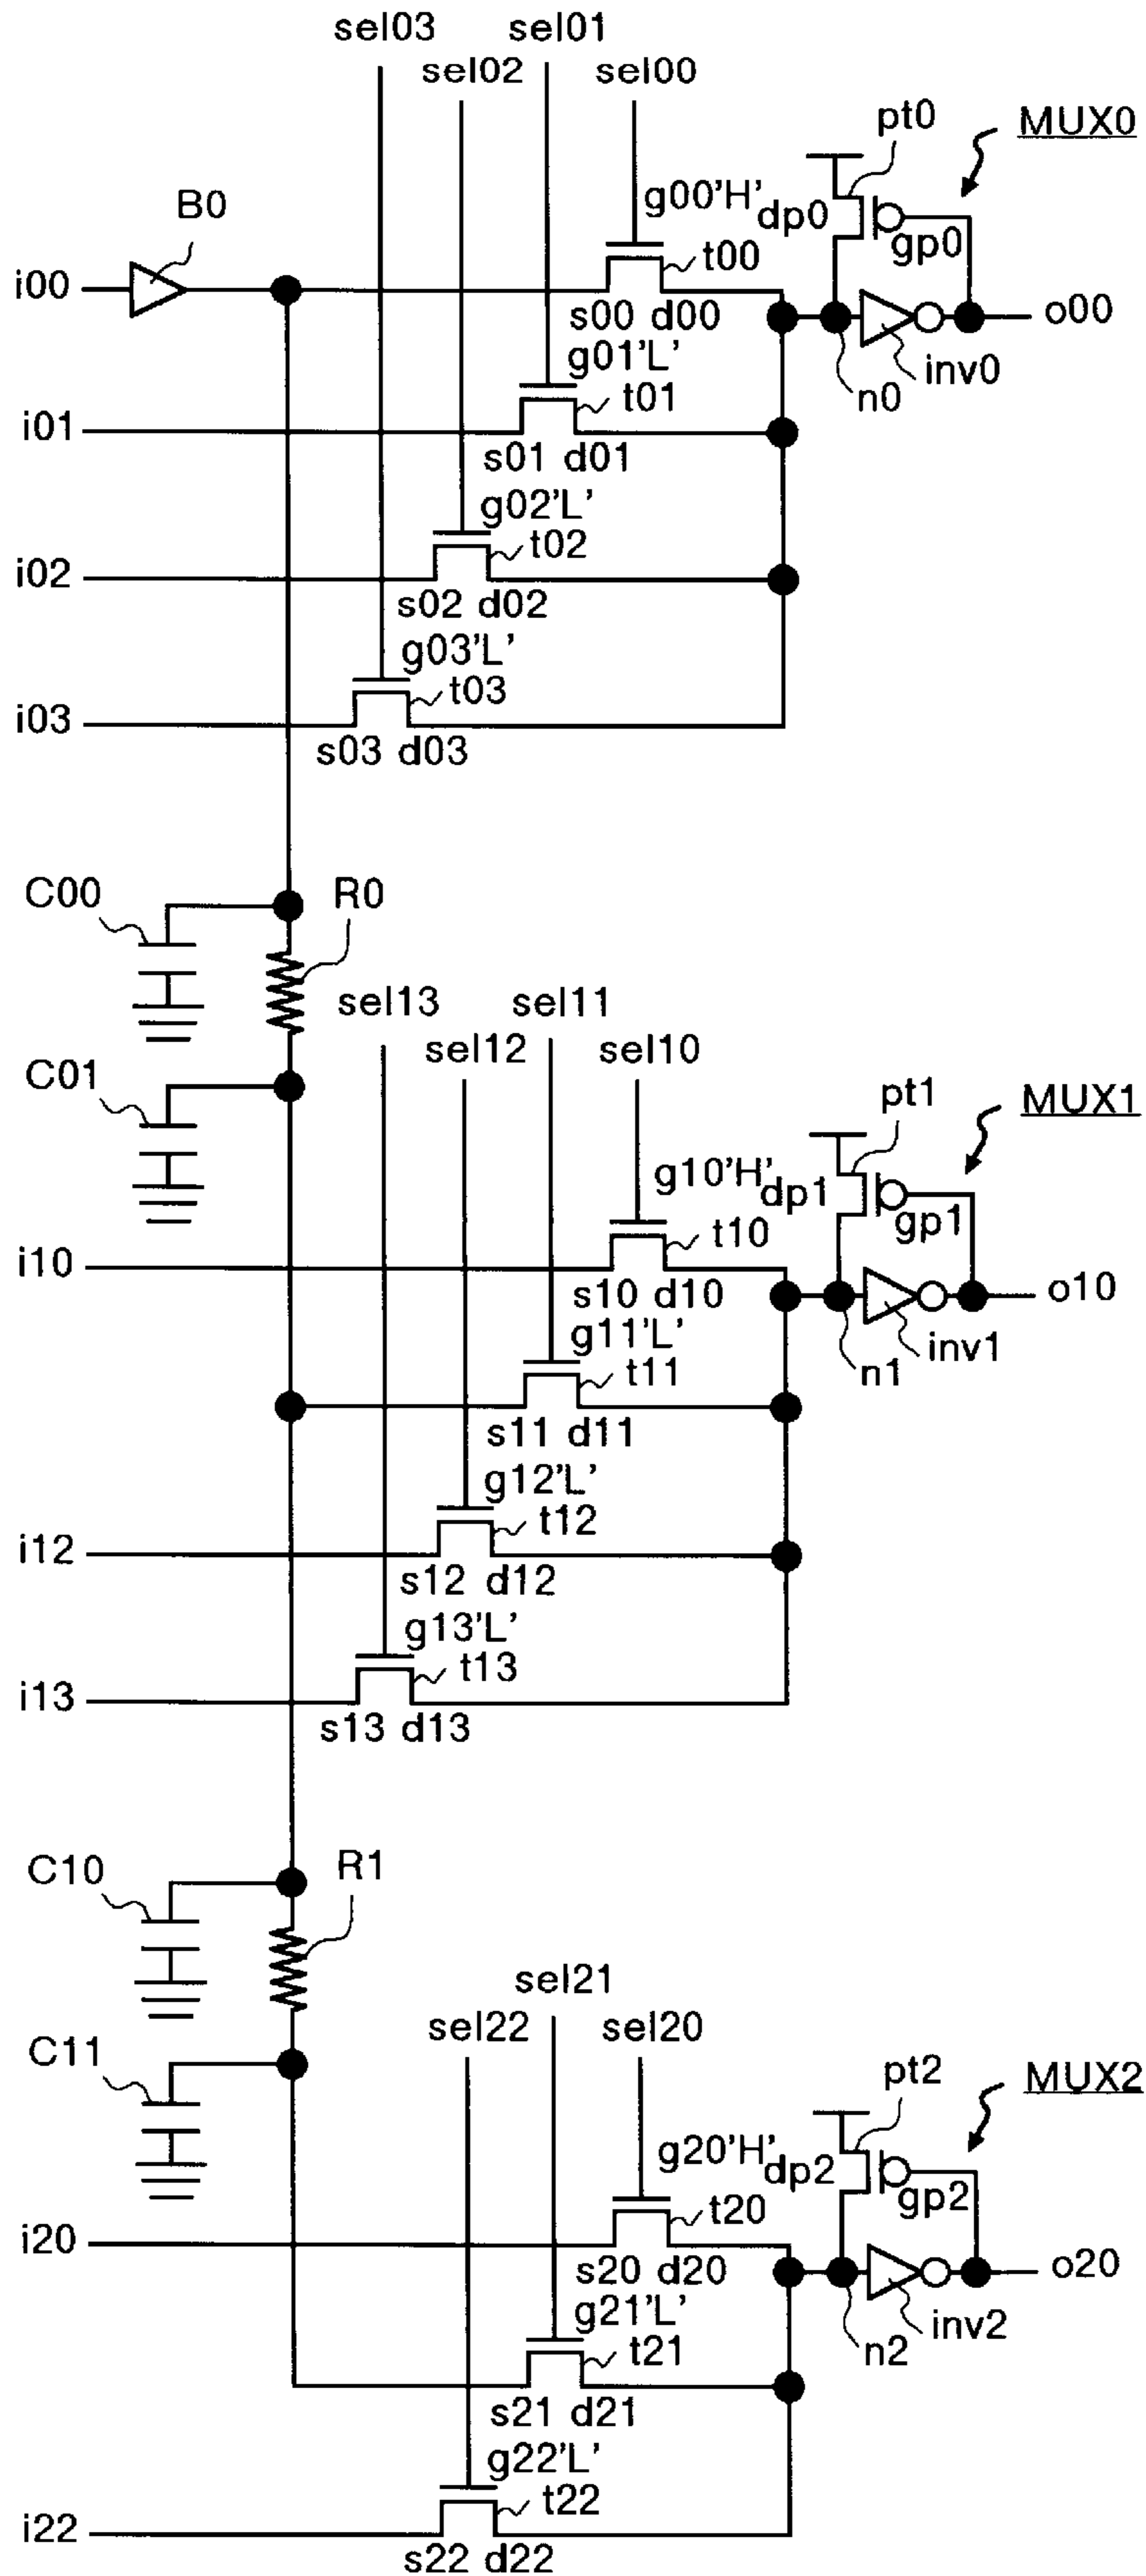 sel03
sel01
sel02
sel00
pt0
MUX0
B0
g00'H'
dp0
gp0
t00
i00
s00 d00
o00
g01'L'
inv0
t01
n0
i01
s01 d01
g02'L'
t02
i02
s02 d02
g03'L'
t03
i03
s03 d03
C00
R0
sel13
sel11
sel12
sel10
C01
pt1
MUX1
g10'H'
dp1
gp1
t10
i10
s10 d10
o10
g11'L'
inv1
t11
n1
s11 d11
g12'L'
t12
i12
s12 d12
g13'L'
t13
i13
s13 d13
C10
R1
sel21
sel22
sel20
C11
pt2
MUX2
g20'H'
dp2
gp2
t20
i20
s20 d20
o20
g21'L'
inv2
t21
n2
s21 d21
g22'L'
t22
i22
s22 d22